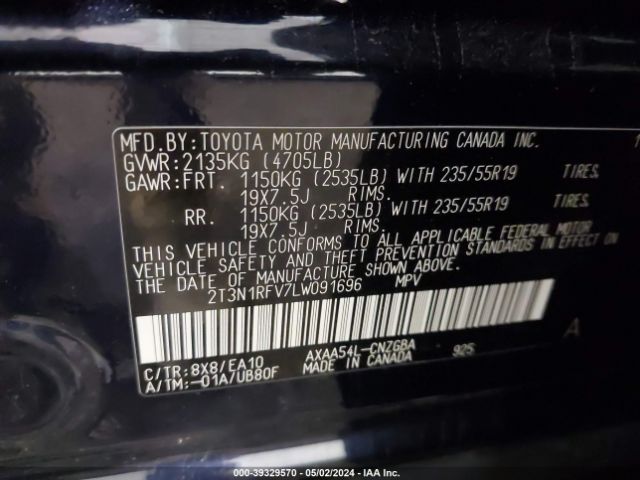 MFD.BY:TOYOTA MOTOR MANUFACTURING CANADA INC.
GVWR:2135KG (4705LB)
GAWR:FRT. 1150KG (2535LB) WITH 235/55R19 TIRES.
19X7.5J RIMS.
RR. 1150KG (2535LB) WITH 235/55R19 TIRES.
19X7.5J RIMS.
THIS VEHICLE CONFORMS TO ALL APPLICABLE FEDERAL MOTOR
VEHICLE SAFETY AND THEFT PREVENTION STANDARDS IN EFFECT ON
THE DATE OF MANUFACTURE SHOWN ABOVE.
2T3N1RFV7LW091696 MPV
A
C/TR:8X8/EA10 AXAA54L-CNZGBA 925
A/TM:-01A/UB80F MADE IN CANADA
000-39329570 - 05/02/2024 - IAA Inc.